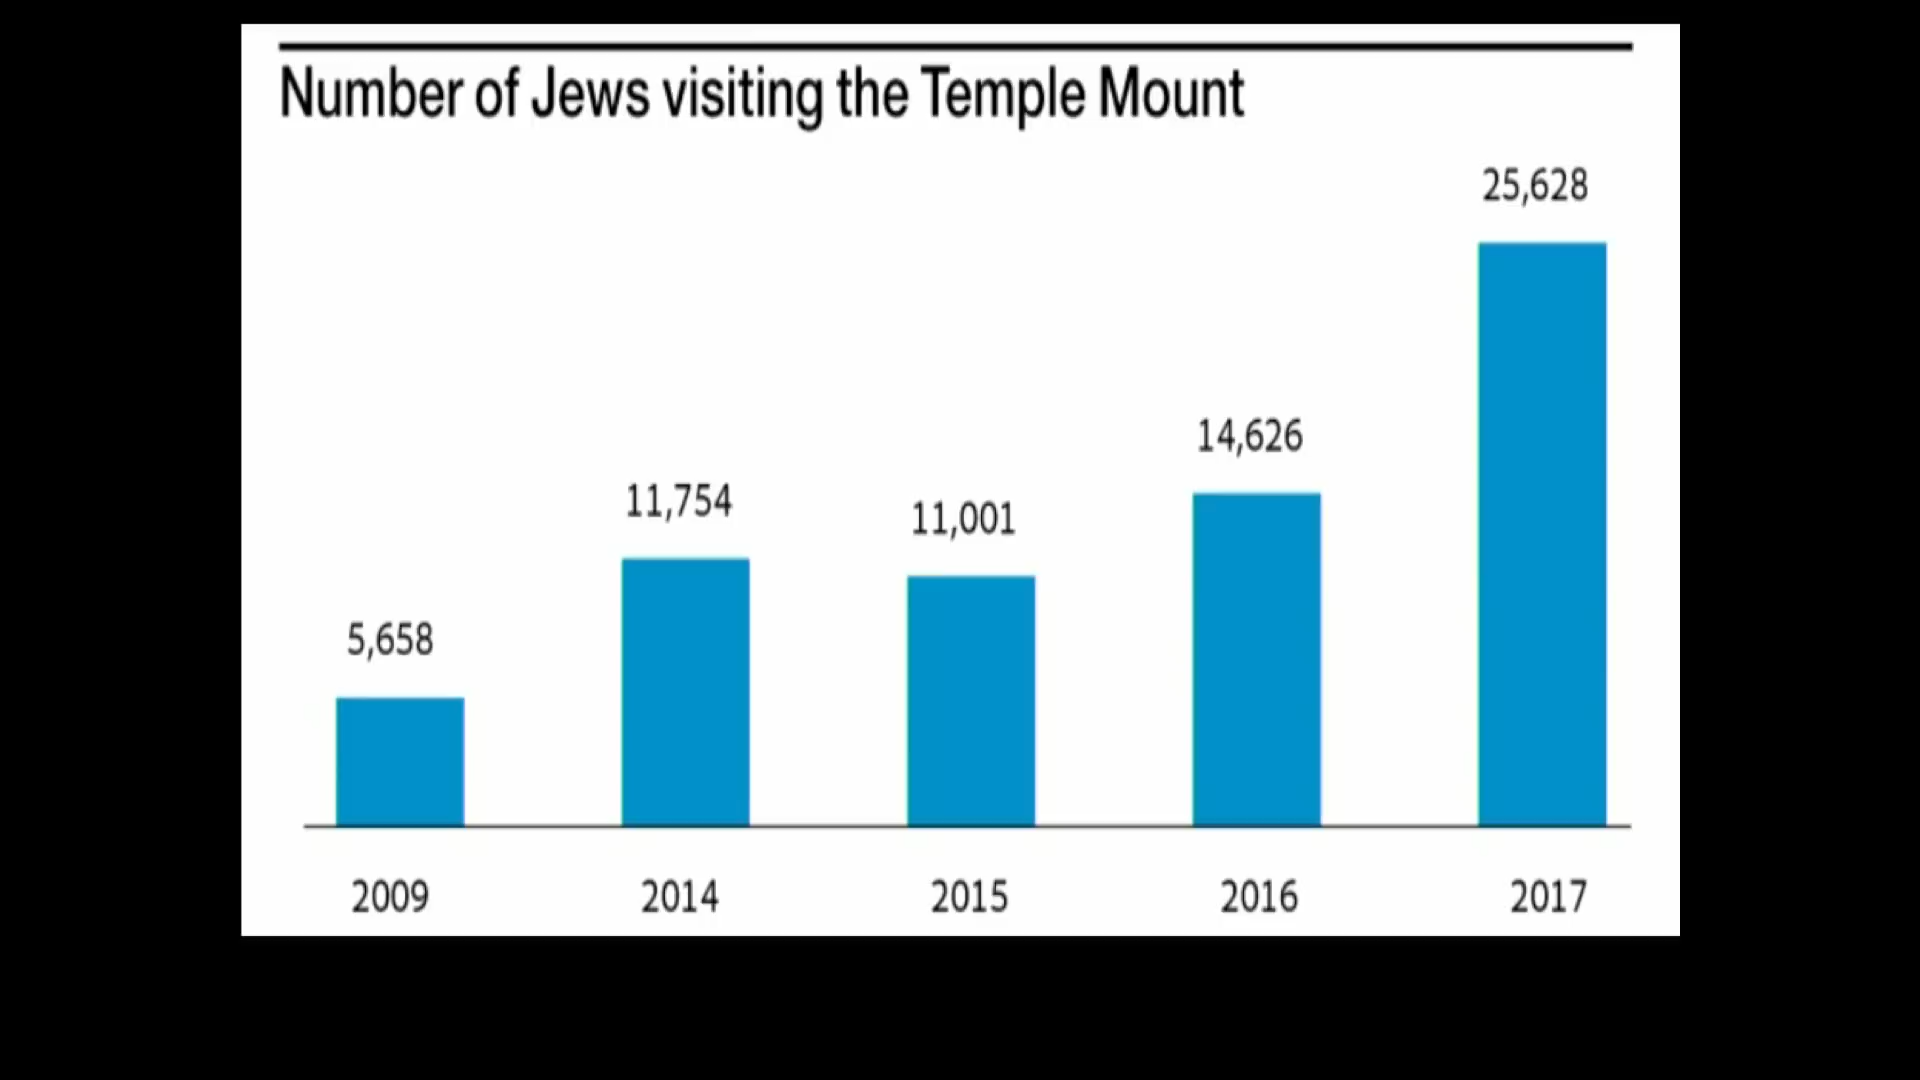 Number of Jews visiting the Temple Mount
25,628
14,626
11,754
11,001
5,658
2009 2014 2015 2016 2017